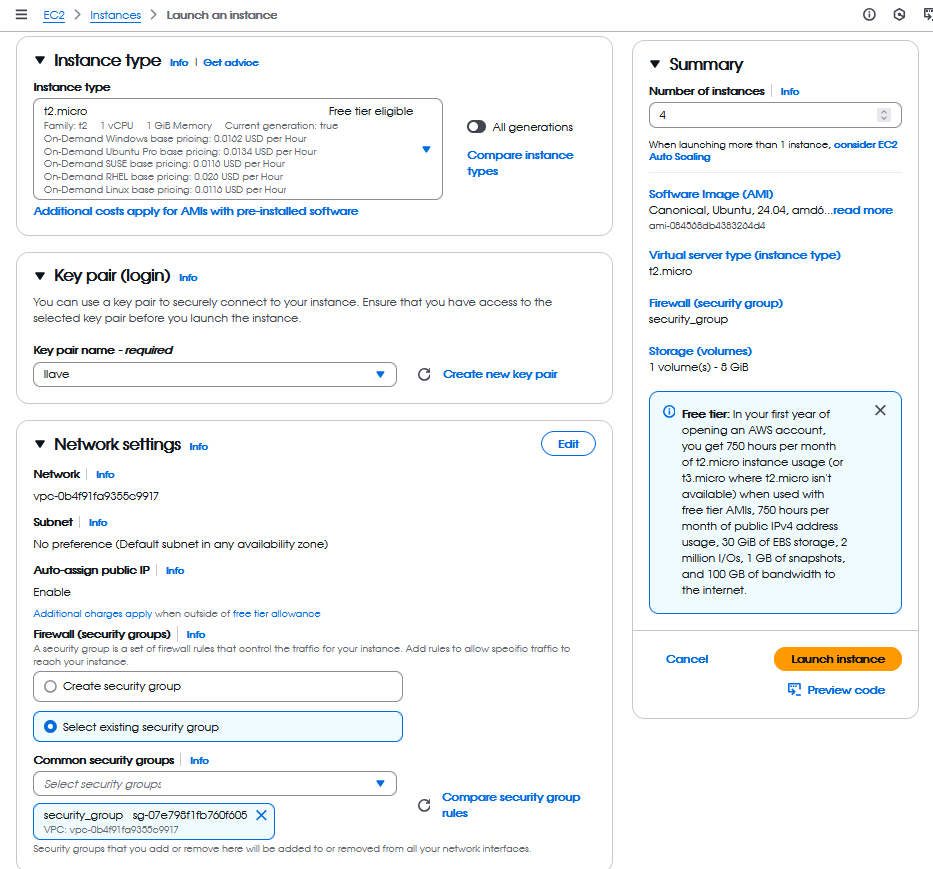 EC2 > Instances > Launch an instance
Instance type Info | Get advice
Instance type
t2.micro Free tier eligible
Family: t2 1 vCPU 1 GiB Memory Current generation: true
On-Demand Windows base pricing: 0.0162 USD per Hour
On-Demand Ubuntu Pro base pricing: 0.0134 USD per Hour
On-Demand SUSE base pricing: 0.0116 USD per Hour
On-Demand RHEL base pricing: 0.026 USD per Hour
On-Demand Linux base pricing: 0.0116 USD per Hour
All generations
Compare instance
types
Additional costs apply for AMIs with pre-installed software
Key pair (login) Info
You can use a key pair to securely connect to your instance. Ensure that you have access to the
selected key pair before you launch the instance.
Key pair name - required
llave
Create new key pair
Network settings Info
Edit
Network Info
vpc-0b4f91fa9355c9917
Subnet Info
No preference (Default subnet in any availability zone)
Auto-assign public IP Info
Enable
Additional charges apply when outside of free tier allowance
Firewall (security groups) Info
A security group is a set of firewall rules that control the traffic for your instance. Add rules to allow specific traffic to
reach your instance.
Create security group
Select existing security group
Common security groups Info
Select security groups
security_group sg-07e798f1fb760f605
VPC: vpc-0b4f91fa9355c9917
Compare security group
rules
Security groups that you add or remove here will be added to or removed from all your network interfaces.
Summary
Number of instances Info
4
When launching more than 1 instance, consider EC2
Auto Scaling
Software Image (AMI)
Canonical, Ubuntu, 24.04, amd6...read more
ami-084568db4383264d4
Virtual server type (instance type)
t2.micro
Firewall (security group)
security_group
Storage (volumes)
1 volume(s) - 8 GiB
Free tier: In your first year of
opening an AWS account,
you get 750 hours per month
of t2.micro instance usage (or
t3.micro where t2.micro isn't
available) when used with
free tier AMIs, 750 hours per
month of public IPv4 address
usage, 30 GiB of EBS storage, 2
million I/Os, 1 GB of snapshots,
and 100 GB of bandwidth to
the internet.
Cancel
Launch instance
Preview code